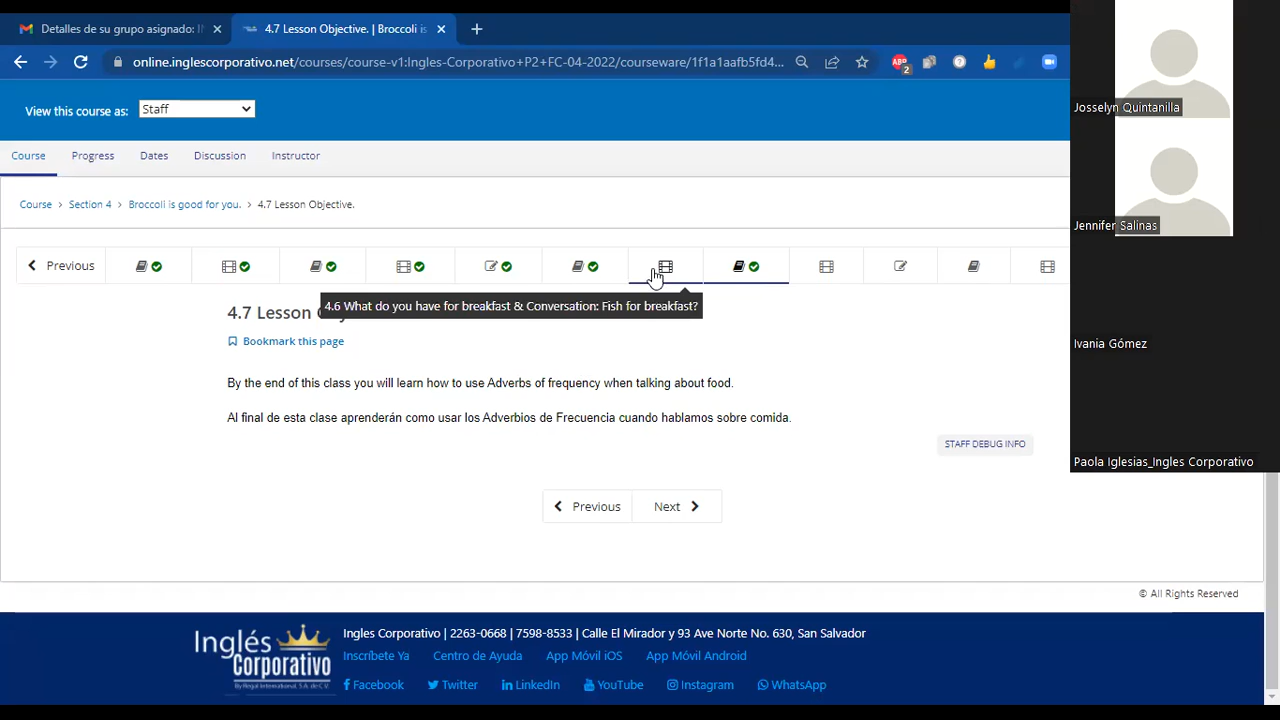 Detalles de su grupo asignado: I
4.7 Lesson Objective. | Broccoli is
online.inglescorporativo.net/courses/course-v1:Ingles-Corporativo+P2+FC-04-2022/courseware/1f1a1aafb5fd4...
ABP
2
View this course as:
Staff
Course
Progress
Dates
Discussion
Instructor
Course > Section 4 > Broccoli is good for you. > 4.7 Lesson Objective.
Previous
4.6 What do you have for breakfast & Conversation: Fish for breakfast?
4.7 Lesson
Bookmark this page
By the end of this class you will learn how to use Adverbs of frequency when talking about food.
Al final de esta clase aprenderán como usar los Adverbios de Frecuencia cuando hablamos sobre comida.
STAFF DEBUG INFO
Previous
Next
© All Rights Reserved
Inglés
Corporativo
Ingles Corporativo | 2263-0668 | 7598-8533 | Calle El Mirador y 93 Ave Norte No. 630, San Salvador
Inscríbete Ya
Centro de Ayuda
App Móvil iOS
App Móvil Android
Facebook
Twitter
LinkedIn
YouTube
Instagram
WhatsApp
Josselyn Quintanilla
Jennifer Salinas
Ivania Gómez
Paola Iglesias_Ingles Corporativo